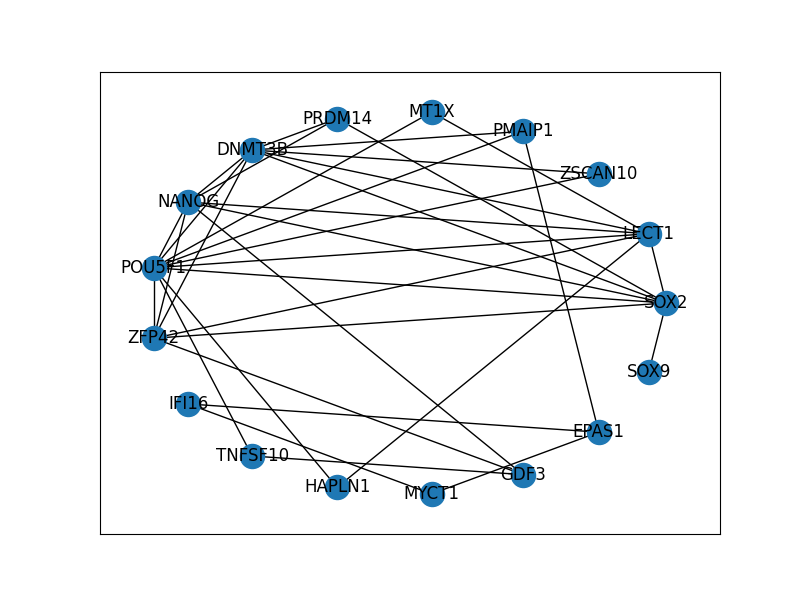 PRDM14
MT1X
PMAIP1
DNMT3B
ZSCAN10
NANOG
LECT1
POU5F1
SOX2
ZFP42
SOX9
IFI16
EPAS1
TNFSF10
GDF3
HAPLN1
MYCT1